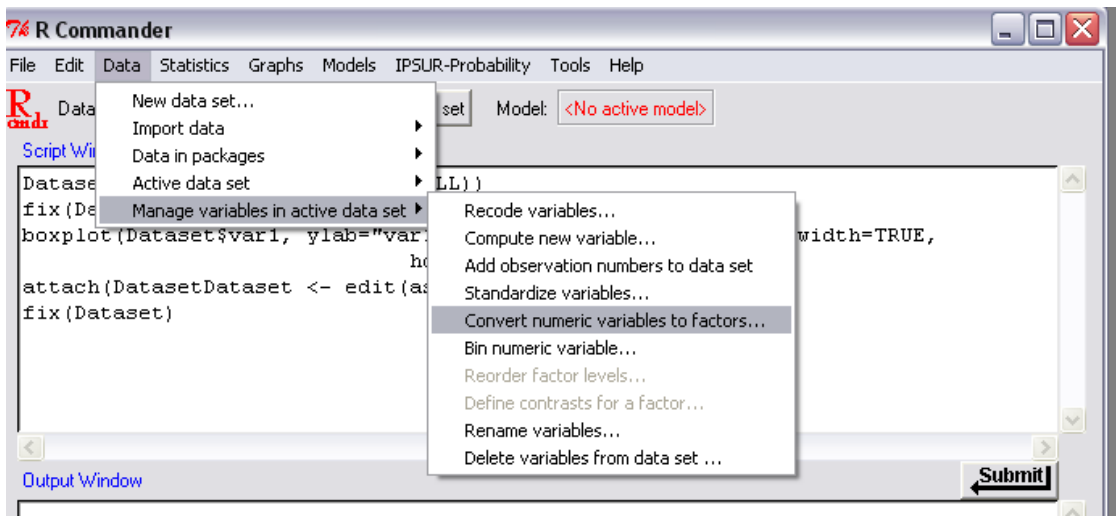 R Commander
File Edit Data Statistics Graphs Models IPSUR-Probability Tools Help
R cmdr Data set Model: <No active model>
New data set...
Import data
Data in packages
Active data set
Manage variables in active data set
Recode variables...
Compute new variable...
Add observation numbers to data set
Standardize variables...
Convert numeric variables to factors...
Bin numeric variable...
Reorder factor levels...
Define contrasts for a factor...
Rename variables...
Delete variables from data set ...
Script Wi
Datase LL))
fix(Da
boxplot(Dataset$var1, ylab="var width=TRUE,
attach(DatasetDataset <- edit(as
fix(Dataset)
Output Window
Submit